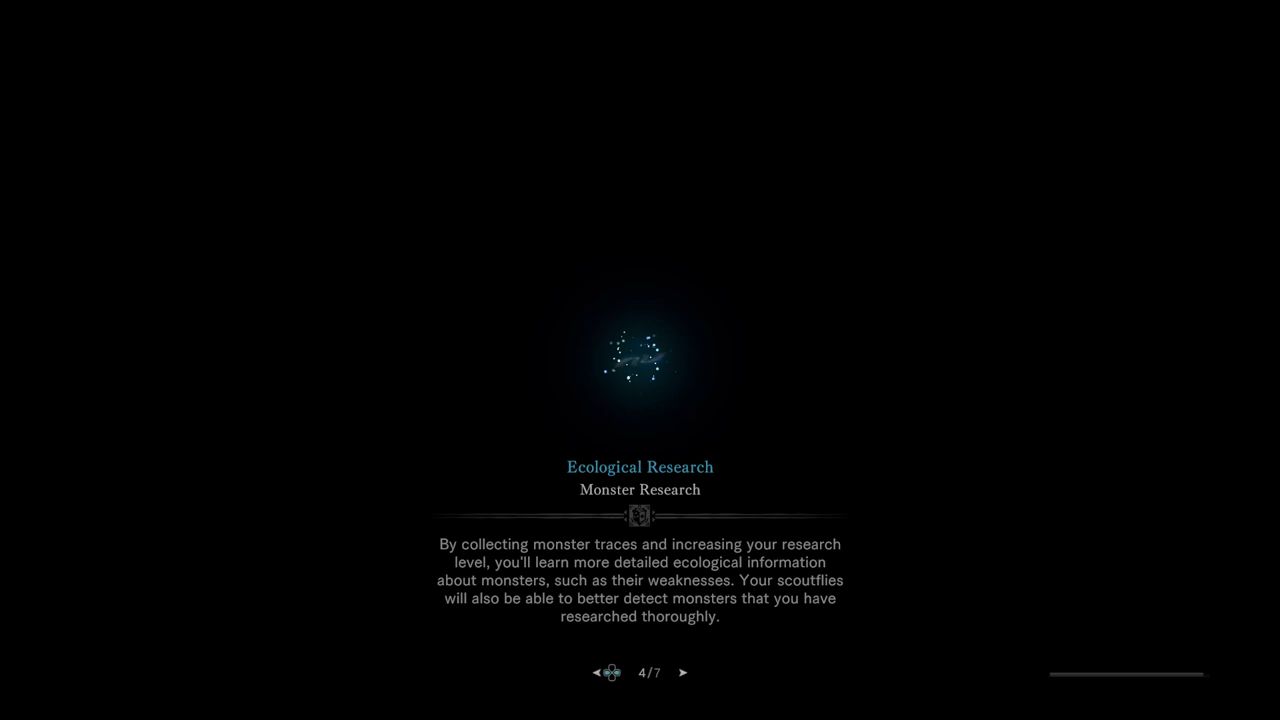 Ecological Research
Monster Research
By collecting monster traces and increasing your research
level, you'll learn more detailed ecological information
about monsters, such as their weaknesses. Your scoutflies
will also be able to better detect monsters that you have
researched thoroughly.
4/7